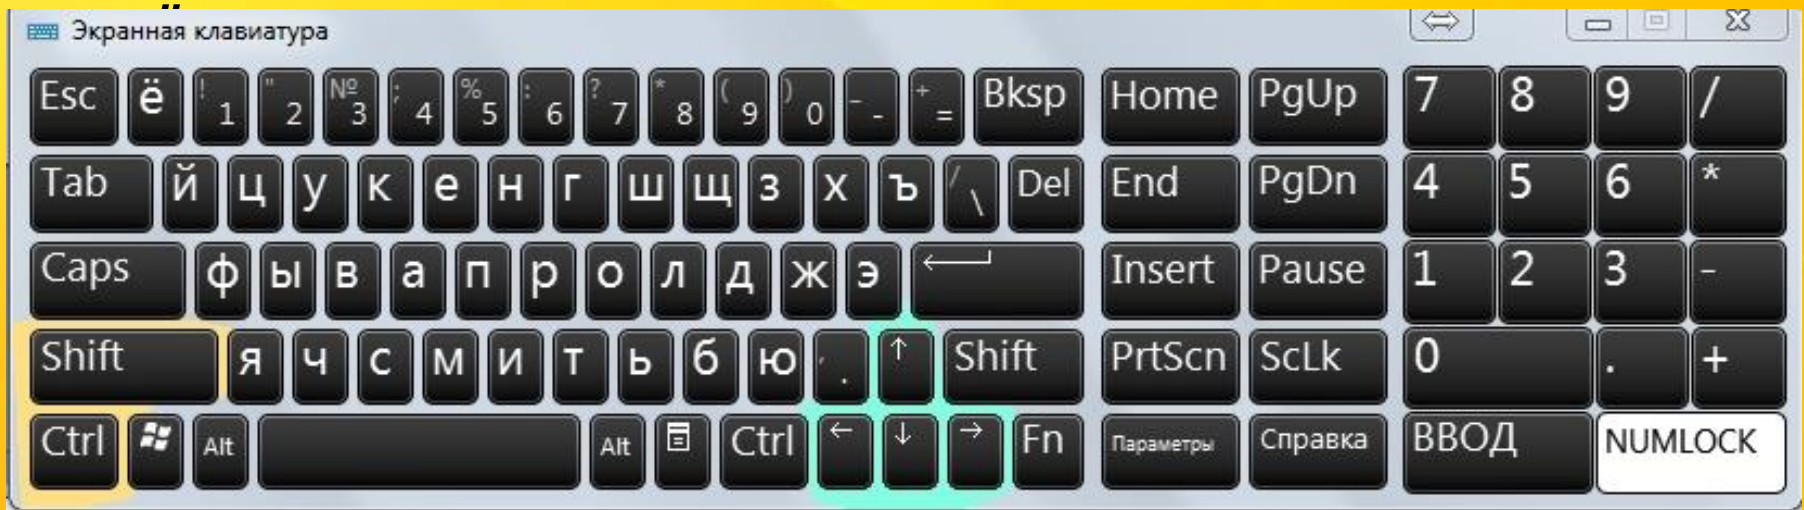 Экранная клавиатура
Esc ё ! 1 " 2 № 3 ; 4 % 5 : 6 ? 7 * 8 ( 9 ) 0 _ - + = Bksp Home PgUp 7 8 9 /
Tab й ц у к е н г ш щ з х ъ / \ Del End PgDn 4 5 6 *
Caps ф ы в а п р о л д ж э Insert Pause 1 2 3 -
Shift я ч с м и т ь б ю , . ↑ Shift PrtScn ScLk 0 . +
Ctrl Alt Alt Ctrl ← ↓ → Fn Параметры Справка ВВОД NUMLOCK